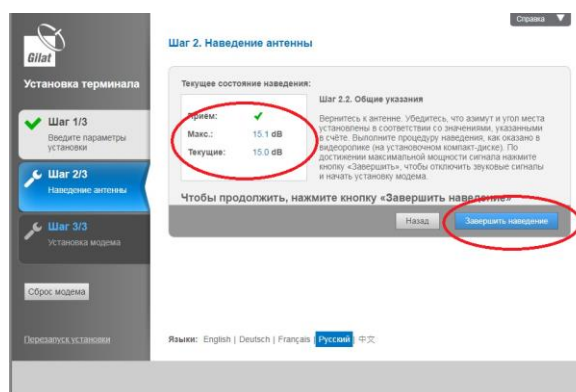 Справка
Gilat
Установка терминала
Шаг 1/3
Введите параметры
установки
Шаг 2/3
Наведение антенны
Шаг 3/3
Установка модема
Сброс модема
Перезапуск установки
Шаг 2. Наведение антенны
Текущее состояние наведения:
Прием:
Макс.: 15.1 dB
Текущие: 15.0 dB
Шаг 2.2. Общие указания
Вернитесь к антенне. Убедитесь, что азимут и угол места
установлены в соответствии со значениями, указанными
в счёте. Выполните процедуру наведения, как оказано в
видеоролике (на установочном компакт-диске). По
достижении максимальной мощности сигнала нажмите
кнопку «Завершить», чтобы отключить звуковые сигналы
и начать установку модема.
Чтобы продолжить, нажмите кнопку «Завершить наведение»
Назад
Завершить наведение
Языки: English | Deutsch | Français | Русский | 中文